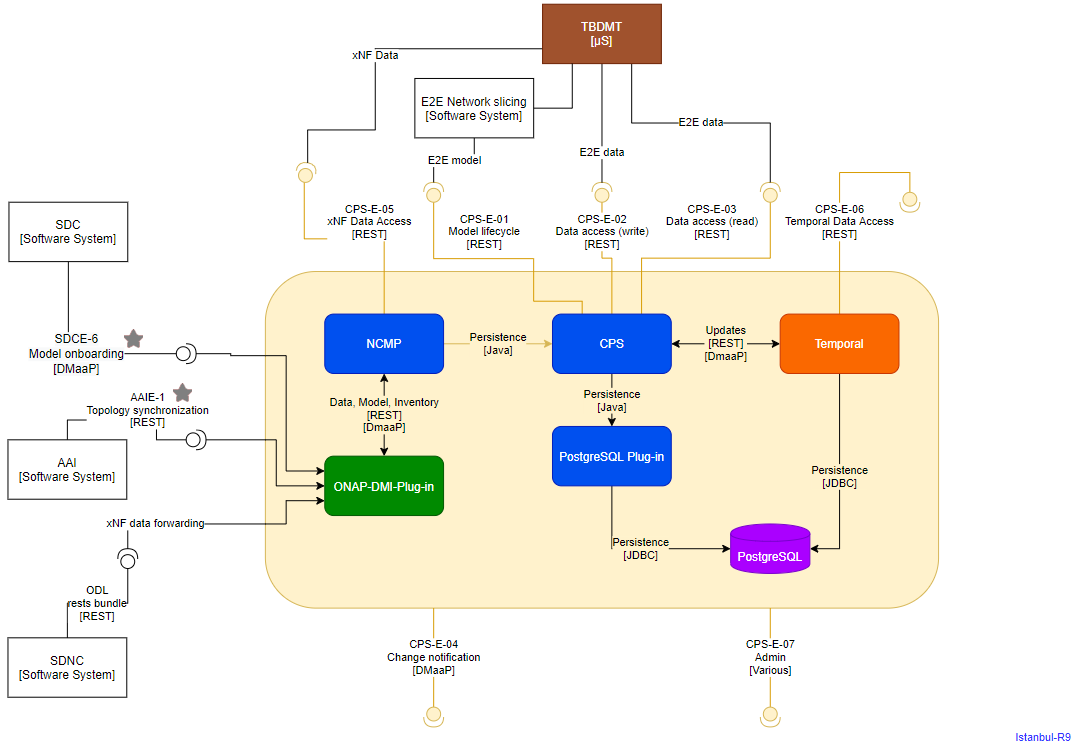 TBDMT
[µS]
xNF Data
E2E Network slicing
[Software System]
E2E data
E2E data
E2E model
CPS-E-05
xNF Data Access
[REST]
CPS-E-01
Model lifecycle
[REST]
CPS-E-02
Data access (write)
[REST]
CPS-E-03
Data access (read)
[REST]
CPS-E-06
Temporal Data Access
[REST]
SDC
[Software System]
SDCE-6
Model onboarding
[DMaaP]
NCMP
Persistence
[Java]
CPS
Updates
[REST]
[DmaaP]
Temporal
AAIE-1
Topology synchronization
[REST]
Data, Model, Inventory
[REST]
[DmaaP]
Persistence
[Java]
AAI
[Software System]
ONAP-DMI-Plug-in
PostgreSQL Plug-in
Persistence
[JDBC]
xNF data forwarding
Persistence
[JDBC]
PostgreSQL
ODL
rests bundle
[REST]
SDNC
[Software System]
CPS-E-04
Change notification
[DMaaP]
CPS-E-07
Admin
[Various]
Istanbul-R9